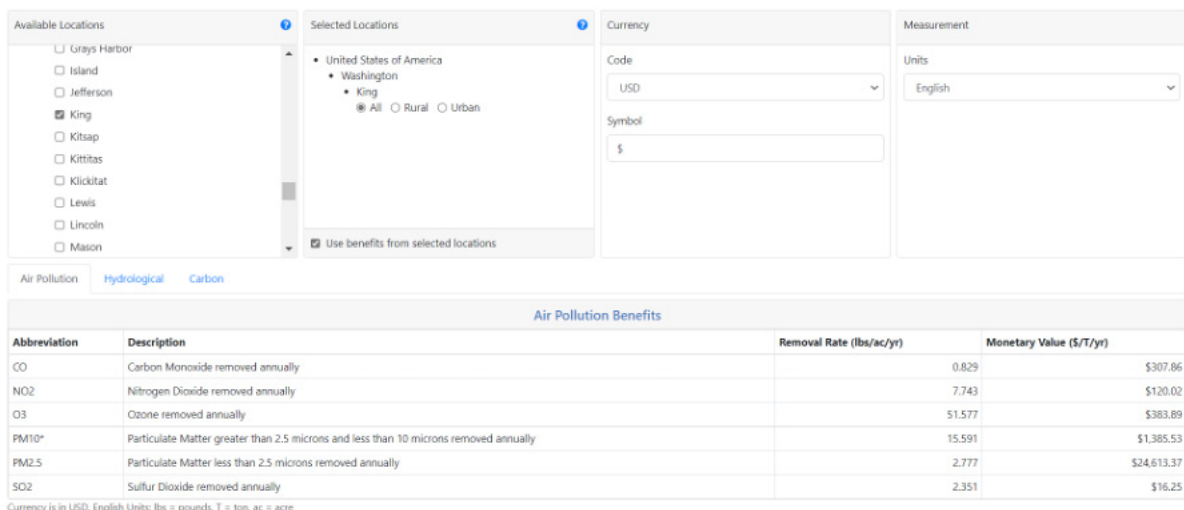 Available Locations
Grays Harbor
Island
Jefferson
King
Kitsap
Kittitas
Klickitat
Lewis
Lincoln
Mason
Selected Locations
United States of America
Washington
King
All Rural Urban
Use benefits from selected locations
Currency
Code
USD
Symbol
$
Measurement
Units
English
Air Pollution Hydrological Carbon
Air Pollution Benefits
Abbreviation Description Removal Rate (lbs/ac/yr) Monetary Value ($/T/yr)
CO Carbon Monoxide removed annually 0.829 $307.86
NO2 Nitrogen Dioxide removed annually 7.743 $120.02
O3 Ozone removed annually 51.577 $383.89
PM10* Particulate Matter greater than 2.5 microns and less than 10 microns removed annually 15.591 $1,385.53
PM2.5 Particulate Matter less than 2.5 microns removed annually 2.777 $24,613.37
SO2 Sulfur Dioxide removed annually 2.351 $16.25
Currency is in USD. English Units: lbs = pounds, T = ton, ac = acre